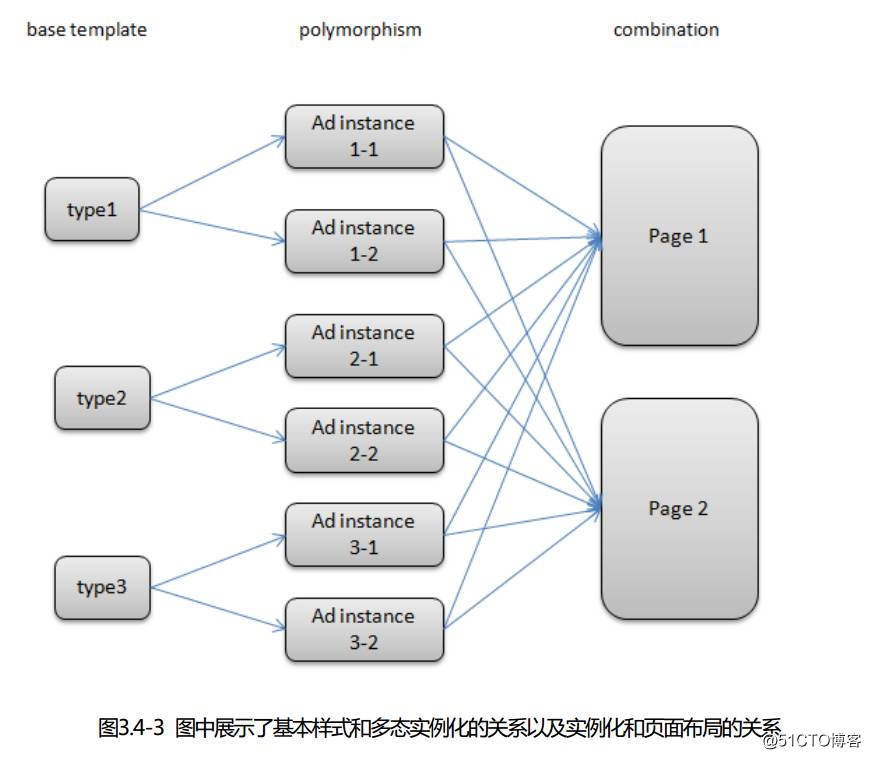 base template
polymorphism
combination
type1
type2
type3
Ad instance
1-1
Ad instance
1-2
Ad instance
2-1
Ad instance
2-2
Ad instance
3-1
Ad instance
3-2
Page 1
Page 2
图3.4-3 图中展示了基本样式和多态实例化的关系以及实例化和页面布局的关系
@51CTO博客